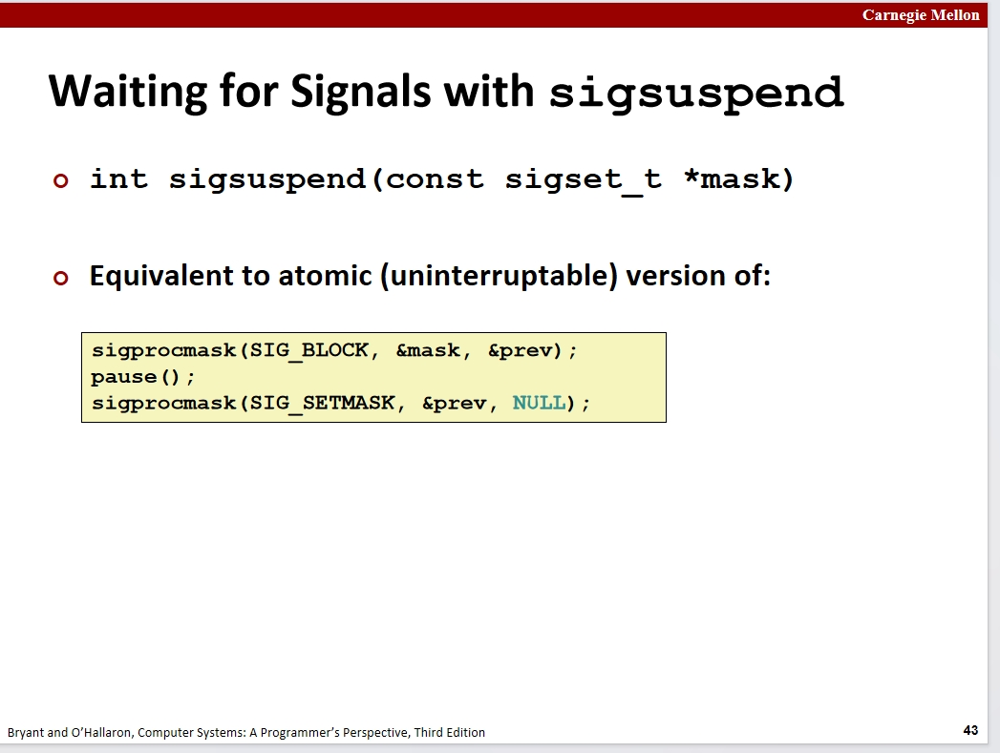 Carnegie Mellon
Waiting for Signals with sigsuspend
int sigsuspend(const sigset_t *mask)
Equivalent to atomic (uninterruptable) version of:
sigprocmask(SIG_BLOCK, &mask, &prev);
pause();
sigprocmask(SIG_SETMASK, &prev, NULL);
Bryant and O’Hallaron, Computer Systems: A Programmer’s Perspective, Third Edition
43